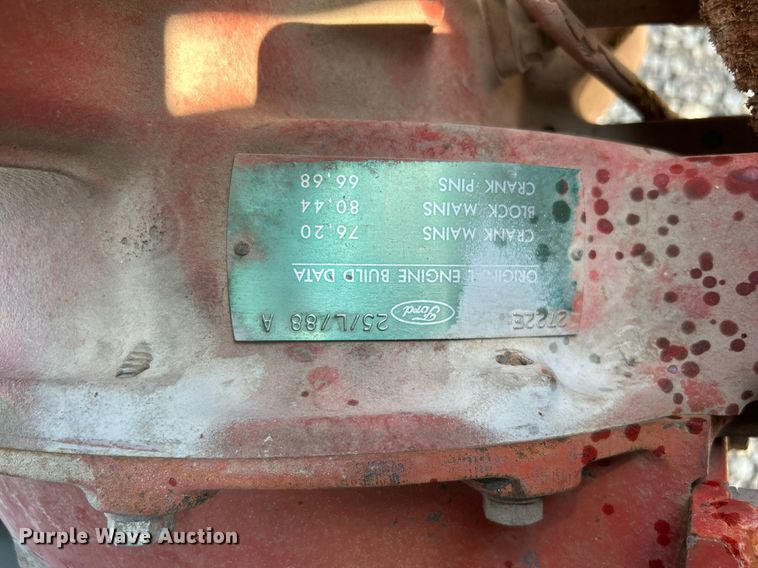 2722E Ford 25/L/88 A
ORIGINAL ENGINE BUILD DATA
CRANK MAINS 76,20
BLOCK MAINS 80,44
CRANK PINS 66,68
Purple Wave Auction